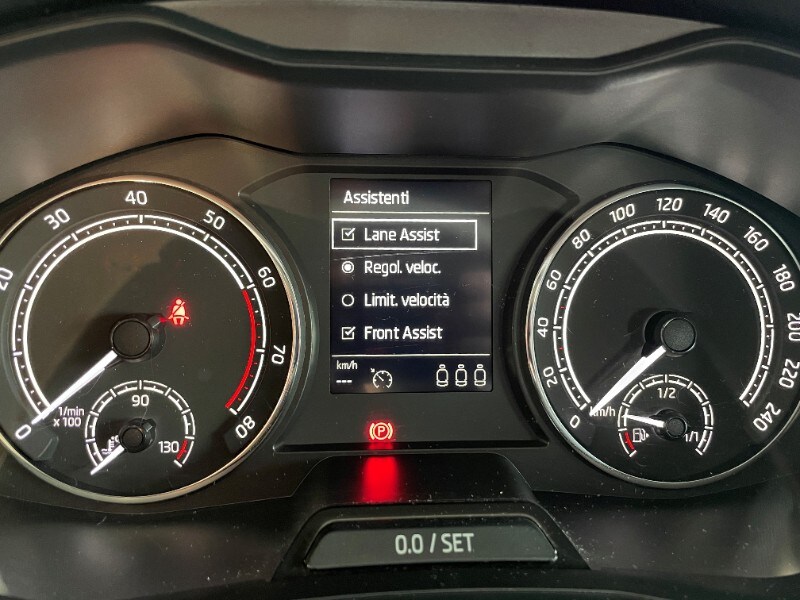 20
30
40
50
60
70
80
0
1/min
x 100
90
130
Assistenti
Lane Assist
Regol. veloc.
Limit. velocità
Front Assist
km/h
---
P
0
20
40
60
80
100
120
140
160
180
200
220
240
km/h
1/2
1/1
0.0 / SET